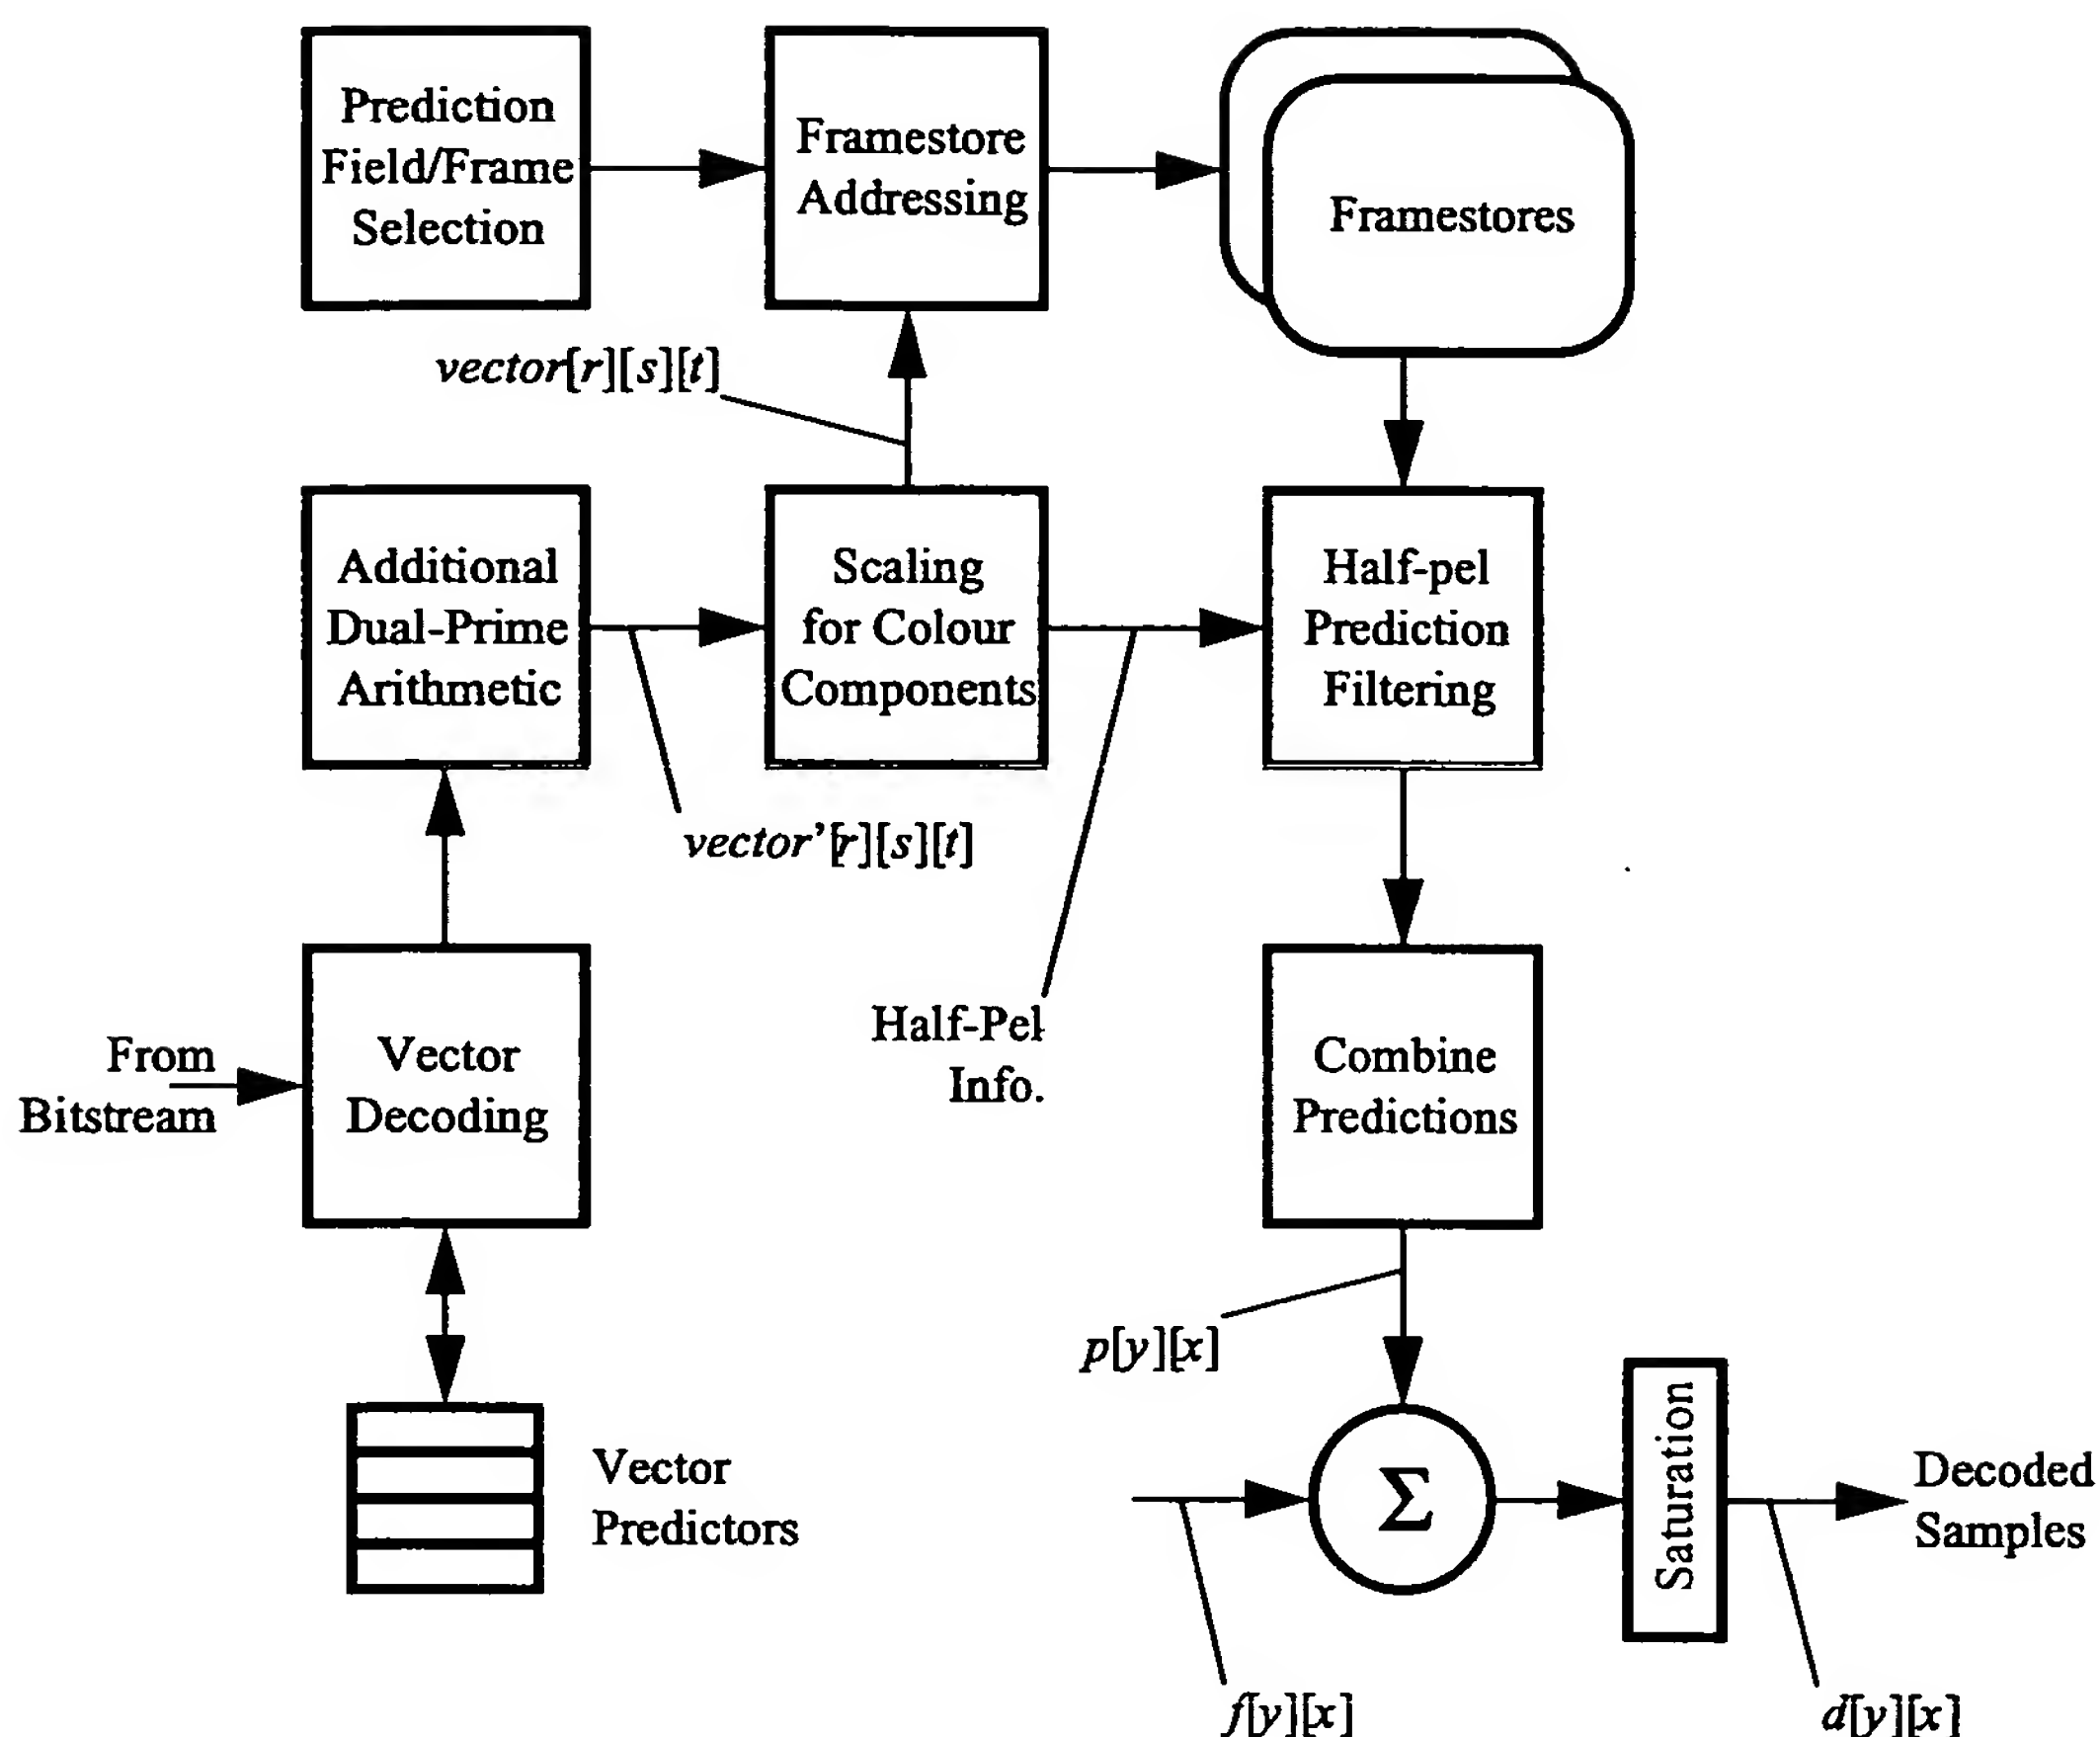 Prediction
Field/Frame
Selection
Framestore
Addressing
Framestores
vector[r][s][t]
Additional
Dual-Prime
Arithmetic
Scaling
for Colour
Components
Half-pel
Prediction
Filtering
vector'[r][s][t]
From
Bitstream
Vector
Decoding
Half-Pel
Info.
Combine
Predictions
p[y][x]
Vector
Predictors
Σ
Saturation
Decoded
Samples
f[y][x]
d[y][x]